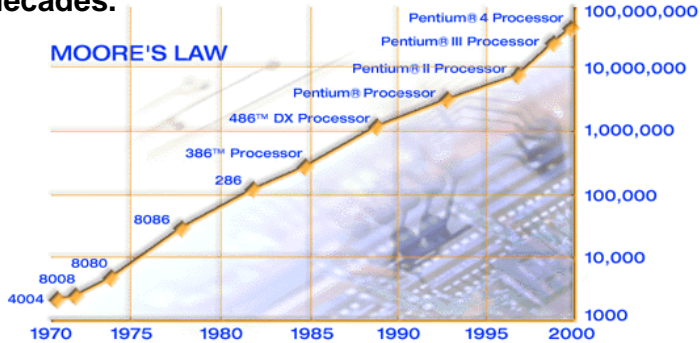 decades.
MOORE'S LAW
Pentium® 4 Processor
100,000,000
Pentium® III Processor
Pentium® II Processor
10,000,000
Pentium® Processor
486™ DX Processor
1,000,000
386™ Processor
286
100,000
8086
8080
10,000
8008
4004
1000
1970 1975 1980 1985 1990 1995 2000